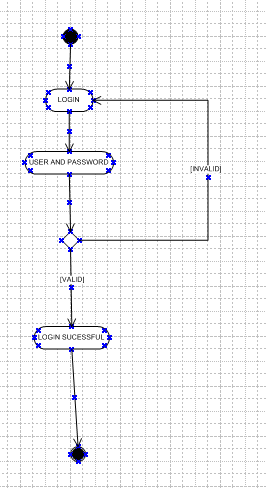 LOGIN
USER AND PASSWORD
[INVALID]
[VALID]
LOGIN SUCESSFUL